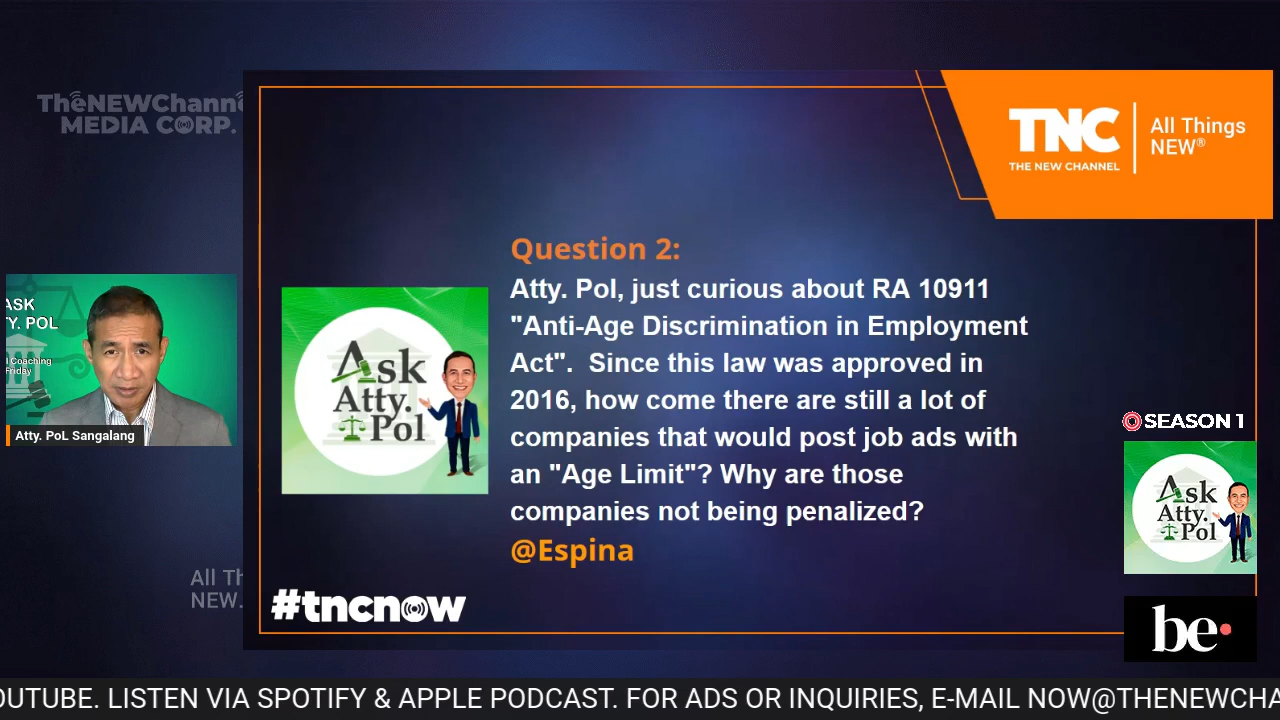 TheNEWChanne
MEDIA CORP.
TNC
THE NEW CHANNEL
All Things
NEW®
Question 2:
Atty. Pol, just curious about RA 10911
"Anti-Age Discrimination in Employment
Act".  Since this law was approved in
2016, how come there are still a lot of
companies that would post job ads with
an "Age Limit"? Why are those
companies not being penalized?
@Espina
Ask
Atty.
Pol
ASK
TY. POL
l Coaching
Friday
Atty. PoL Sangalang
SEASON 1
Ask
Atty.
Pol
be
All Th
NEW.
#tncnow
OUTUBE. LISTEN VIA SPOTIFY & APPLE PODCAST. FOR ADS OR INQUIRIES, E-MAIL NOW@THENEWCHA